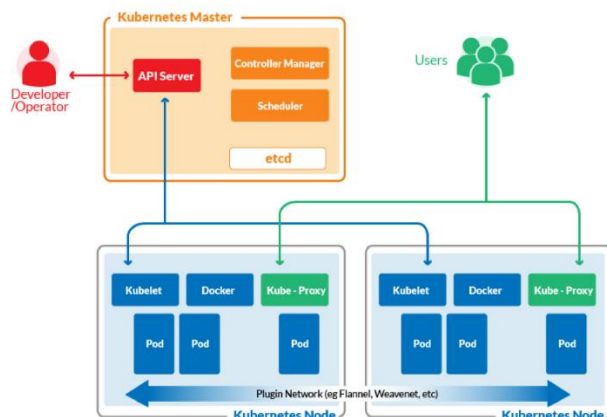 Kubernetes Master
API Server
Controller Manager
Scheduler
etcd
Developer
/Operator
Users
Kubelet
Docker
Kube - Proxy
Pod
Pod
Pod
Kubelet
Docker
Kube - Proxy
Pod
Pod
Pod
Plugin Network (eg Flannel, Weavenet, etc)
Kubernetes Node
Kubernetes Node